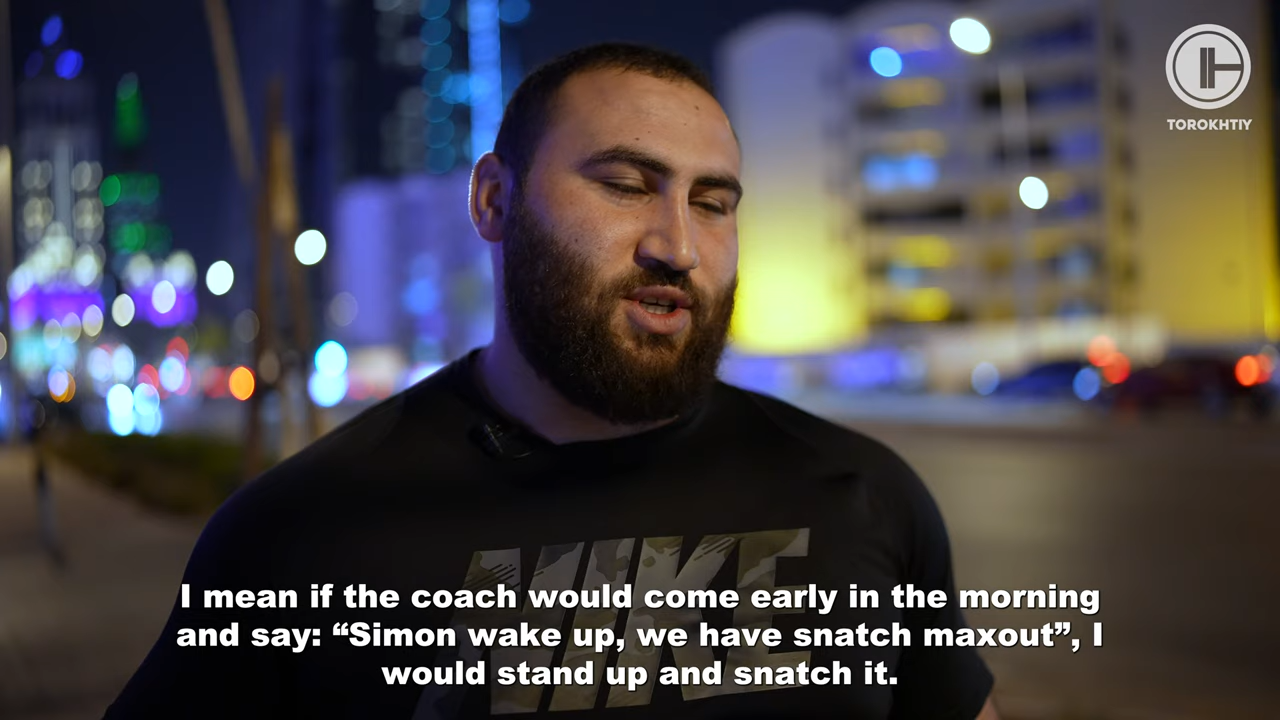 TOROKHTIY
NIKE
I mean if the coach would come early in the morning
and say: “Simon wake up, we have snatch maxout”, I
would stand up and snatch it.